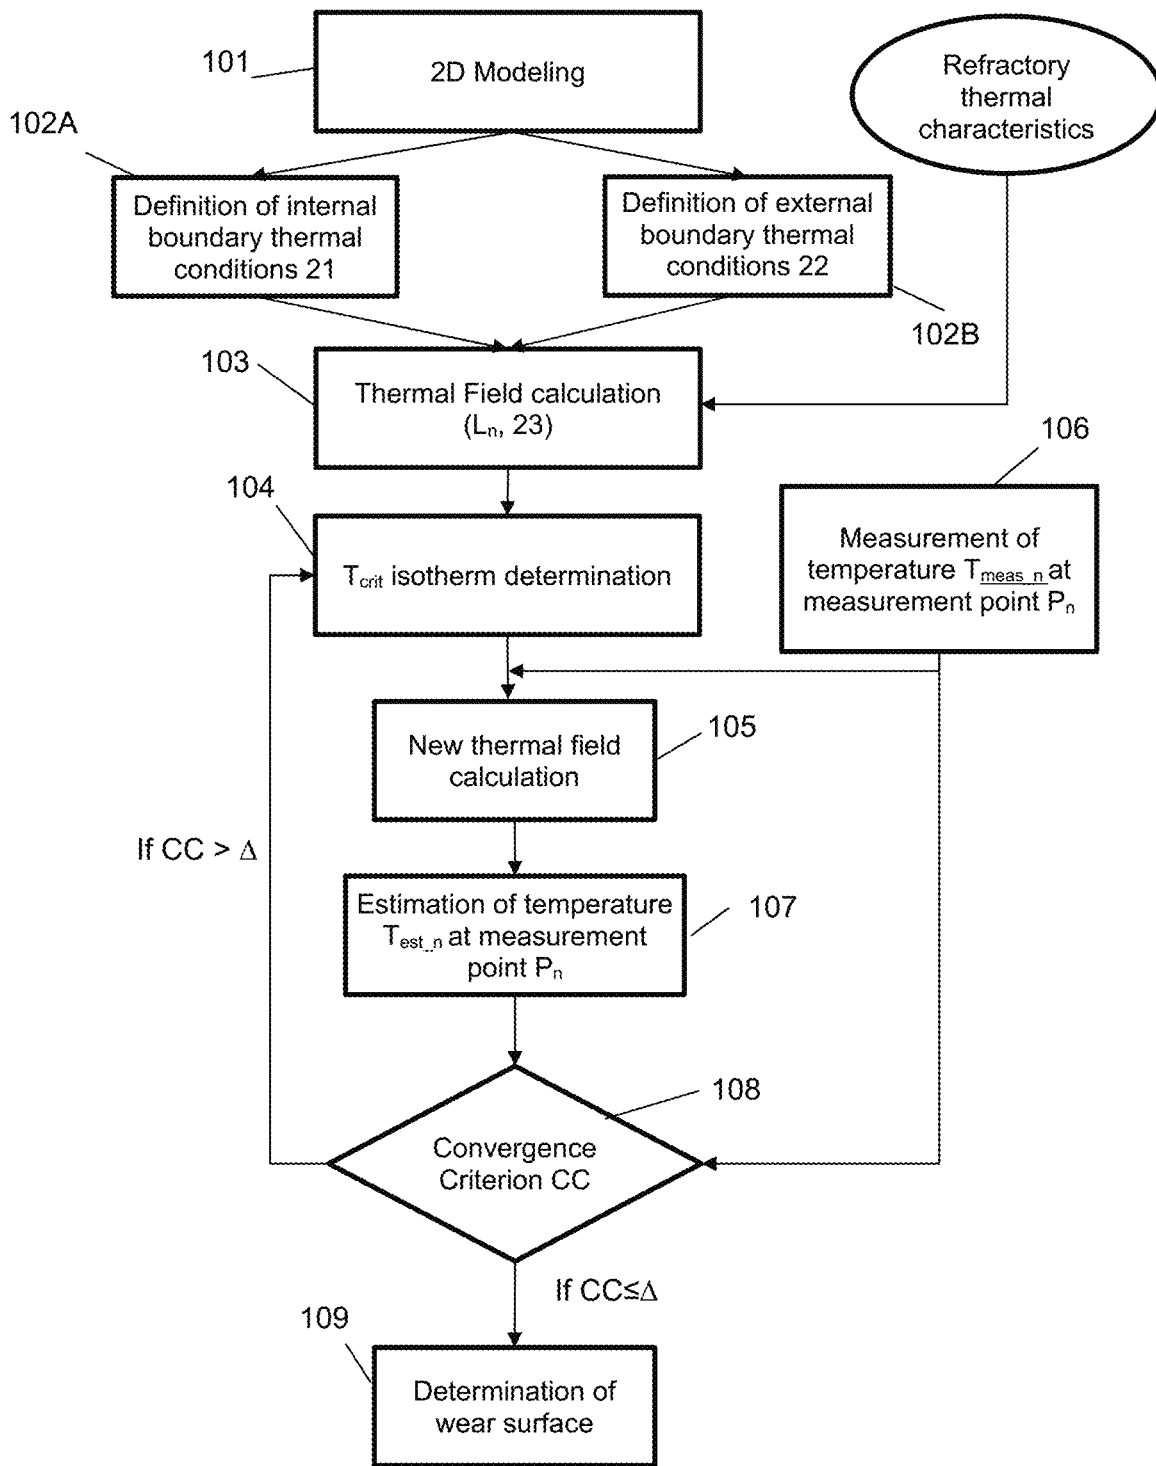 101
2D Modeling
Refractory
thermal
characteristics
102A
Definition of internal
boundary thermal
conditions 21
Definition of external
boundary thermal
conditions 22
102B
103
Thermal Field calculation
(Ln, 23)
106
104
Tcrit isotherm determination
Measurement of
temperature Tmeas_n at
measurement point Pn
105
New thermal field
calculation
If CC > Δ
Estimation of temperature
Test_n at measurement
point Pn
107
108
Convergence
Criterion CC
If CC≤Δ
109
Determination of
wear surface